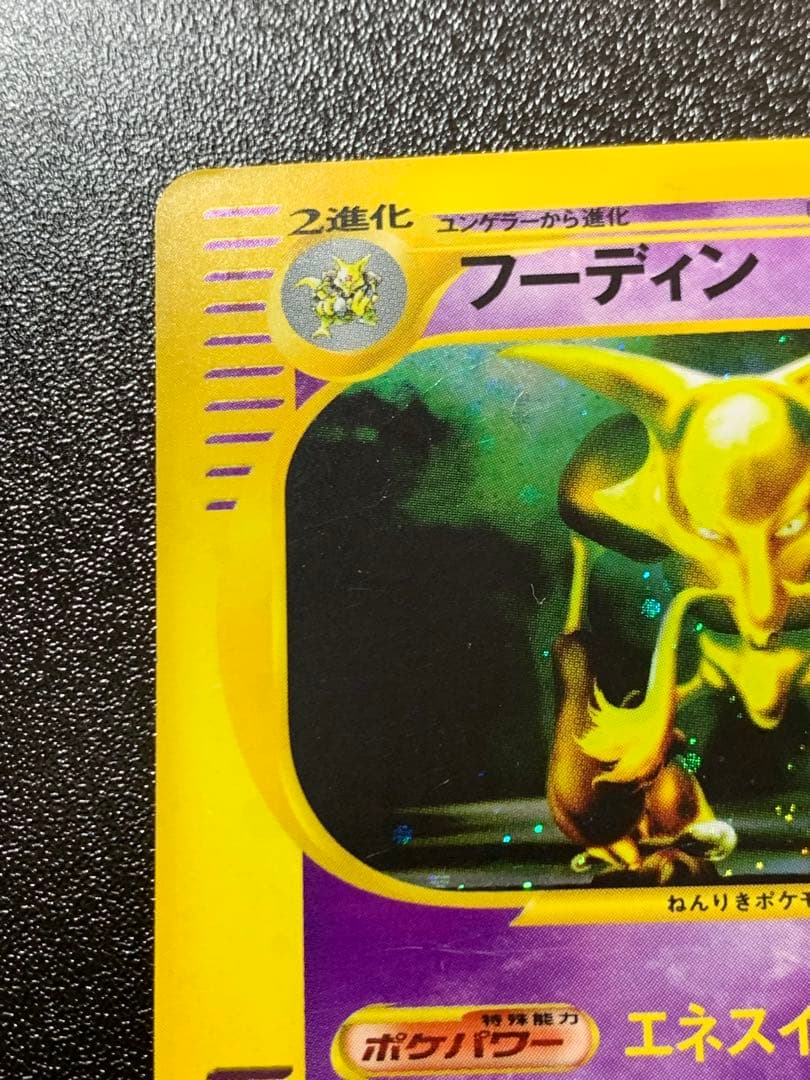 2進化 ユンゲラーから進化
フーディン
ねんりきポケモ
特殊能力
ポケパワー エネスイ